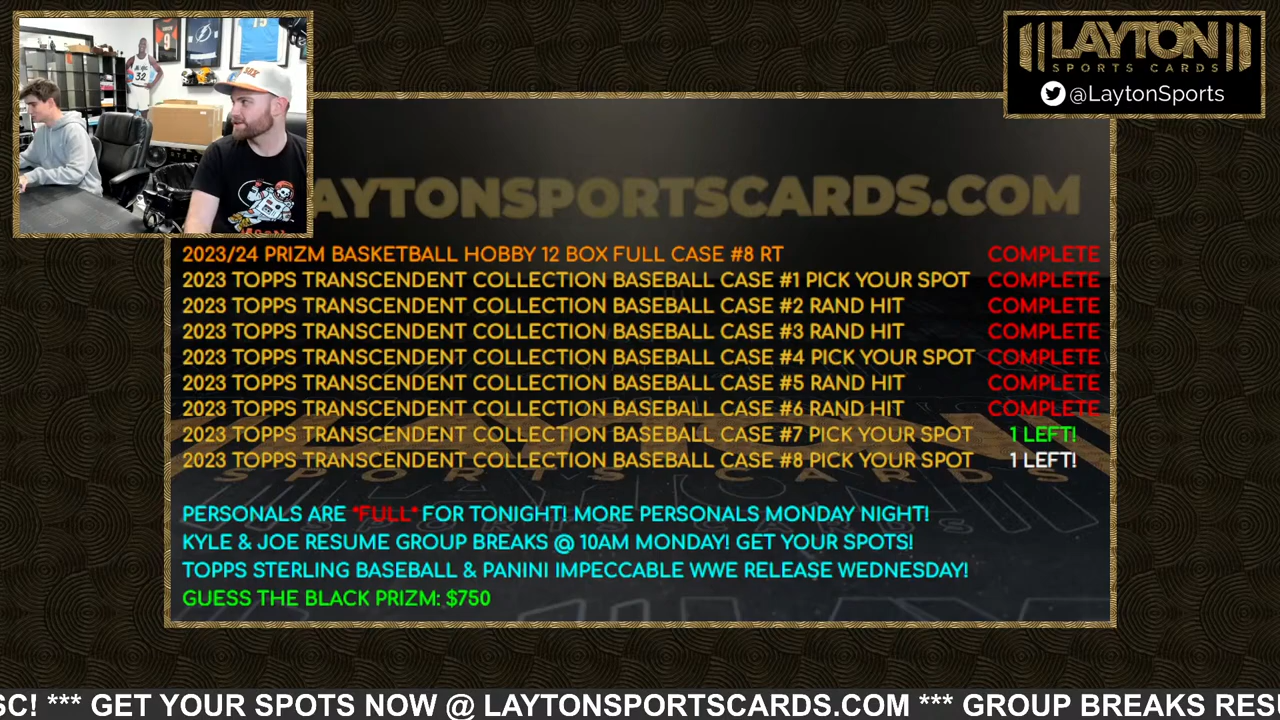 LAYTON
SPORTS CARDS
@LaytonSports
LAYTONSPORTSCARDS.COM
2023/24 PRIZM BASKETBALL HOBBY 12 BOX FULL CASE #8 RT COMPLETE
2023 TOPPS TRANSCENDENT COLLECTION BASEBALL CASE #1 PICK YOUR SPOT COMPLETE
2023 TOPPS TRANSCENDENT COLLECTION BASEBALL CASE #2 RAND HIT COMPLETE
2023 TOPPS TRANSCENDENT COLLECTION BASEBALL CASE #3 RAND HIT COMPLETE
2023 TOPPS TRANSCENDENT COLLECTION BASEBALL CASE #4 PICK YOUR SPOT COMPLETE
2023 TOPPS TRANSCENDENT COLLECTION BASEBALL CASE #5 RAND HIT COMPLETE
2023 TOPPS TRANSCENDENT COLLECTION BASEBALL CASE #6 RAND HIT COMPLETE
2023 TOPPS TRANSCENDENT COLLECTION BASEBALL CASE #7 PICK YOUR SPOT 1 LEFT!
2023 TOPPS TRANSCENDENT COLLECTION BASEBALL CASE #8 PICK YOUR SPOT 1 LEFT!
SPORTS CARDS
PERSONALS ARE *FULL* FOR TONIGHT! MORE PERSONALS MONDAY NIGHT!
KYLE & JOE RESUME GROUP BREAKS @ 10AM MONDAY! GET YOUR SPOTS!
TOPPS STERLING BASEBALL & PANINI IMPECCABLE WWE RELEASE WEDNESDAY!
GUESS THE BLACK PRIZM: $750
SC! *** GET YOUR SPOTS NOW @ LAYTONSPORTSCARDS.COM *** GROUP BREAKS RESU